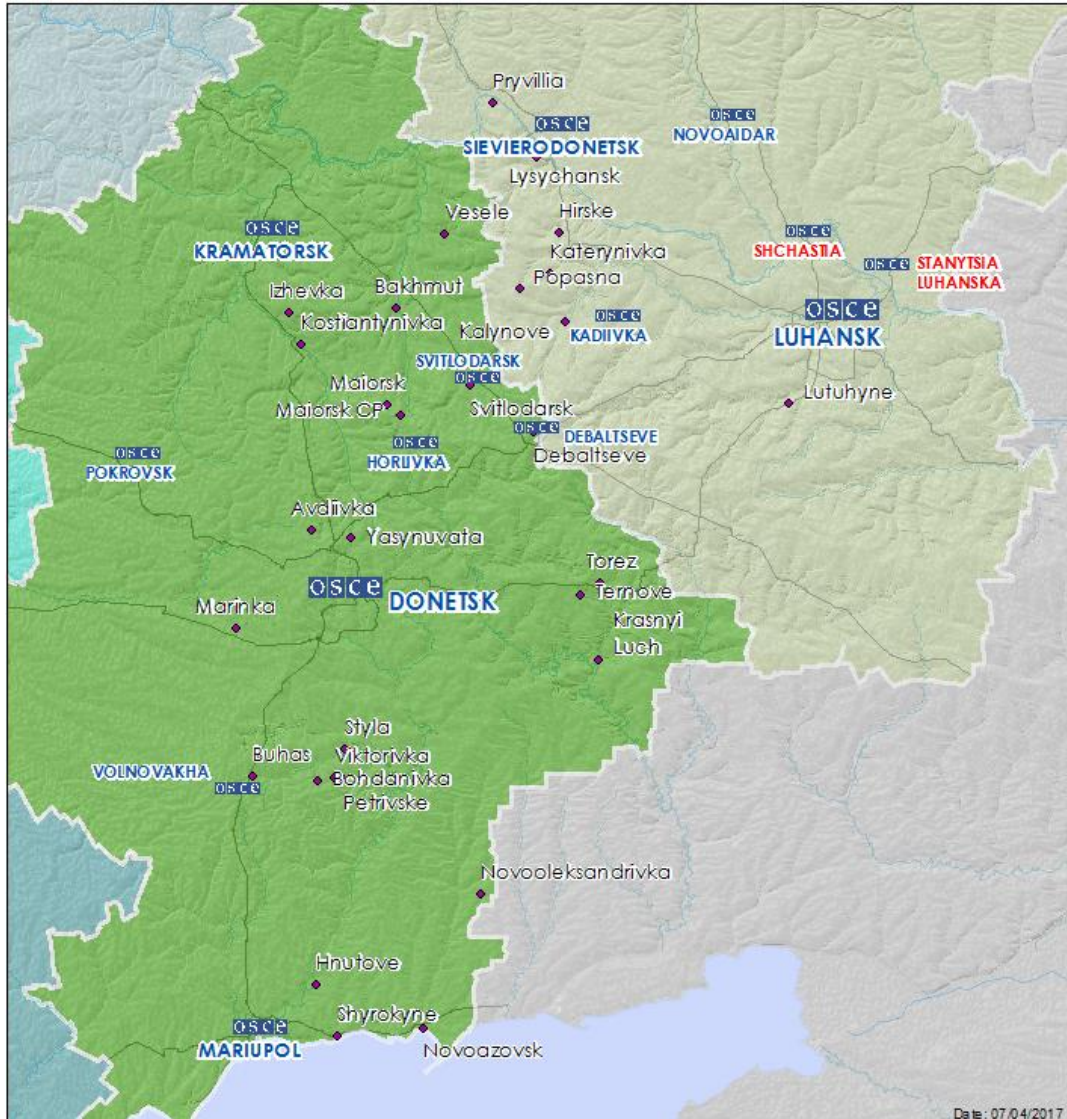 Pryvillia
osce
SIEVIERODONETSK
osce
NOVOAIDAR
Lysychansk
Vesele
Hirske
osce
KRAMATORSK
osce
SHCHASTIA
Katerynivka
osce
STANYTSIA
LUHANSKA
Popasna
Izhevka
Bakhmut
osce
LUHANSK
Kostiantynivka
Kalynove
osce
KADIIVKA
SVITLODARSK
osce
Maiorsk
Svitlodarsk
Lutuhyne
Maiorsk CP
osce
HORLIVKA
osce
DEBALTSEVE
Debaltseve
osce
POKROVSK
Avdiivka
Yasynuvata
Torez
osce
DONETSK
Ternove
Marinka
Krasnyi
Luch
Styla
Buhas
Viktorivka
VOLNOVAKHA
osce
Bohdanivka
Petrivske
Novooleksandrivka
Hnutove
Shyrokyne
osce
MARIUPOL
Novoazovsk
Date: 07/04/2017